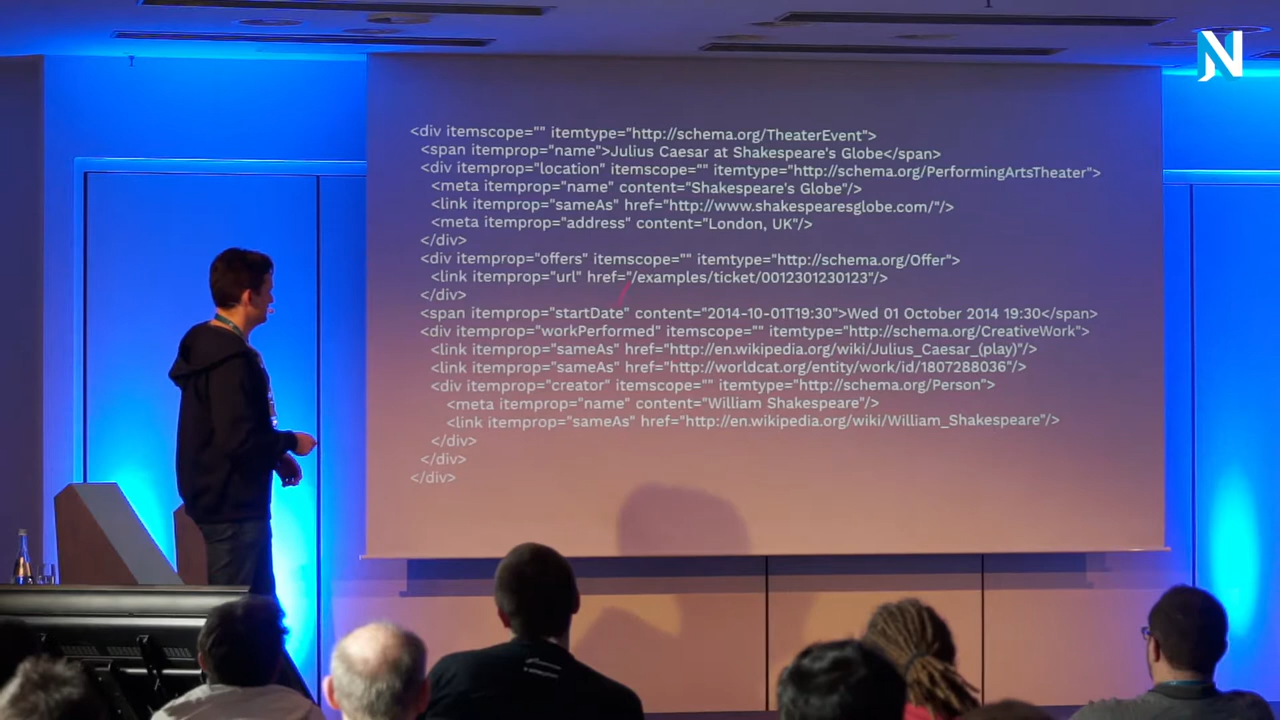 <div itemscope="" itemtype="http://schema.org/TheaterEvent">
<span itemprop="name">Julius Caesar at Shakespeare's Globe</span>
<div itemprop="location" itemscope="" itemtype="http://schema.org/PerformingArtsTheater">
<meta itemprop="name" content="Shakespeare's Globe"/>
<link itemprop="sameAs" href="http://www.shakespearesglobe.com/"/>
<meta itemprop="address" content="London, UK"/>
</div>
<div itemprop="offers" itemscope="" itemtype="http://schema.org/Offer">
<link itemprop="url" href="/examples/ticket/0012301230123"/>
</div>
<span itemprop="startDate" content="2014-10-01T19:30">Wed 01 October 2014 19:30</span>
<div itemprop="workPerformed" itemscope="" itemtype="http://schema.org/CreativeWork">
<link itemprop="sameAs" href="http://en.wikipedia.org/wiki/Julius_Caesar_(play)"/>
<link itemprop="sameAs" href="http://worldcat.org/entity/work/id/1807288036"/>
<div itemprop="creator" itemscope="" itemtype="http://schema.org/Person">
<meta itemprop="name" content="William Shakespeare"/>
<link itemprop="sameAs" href="http://en.wikipedia.org/wiki/William_Shakespeare"/>
</div>
</div>
</div>
N